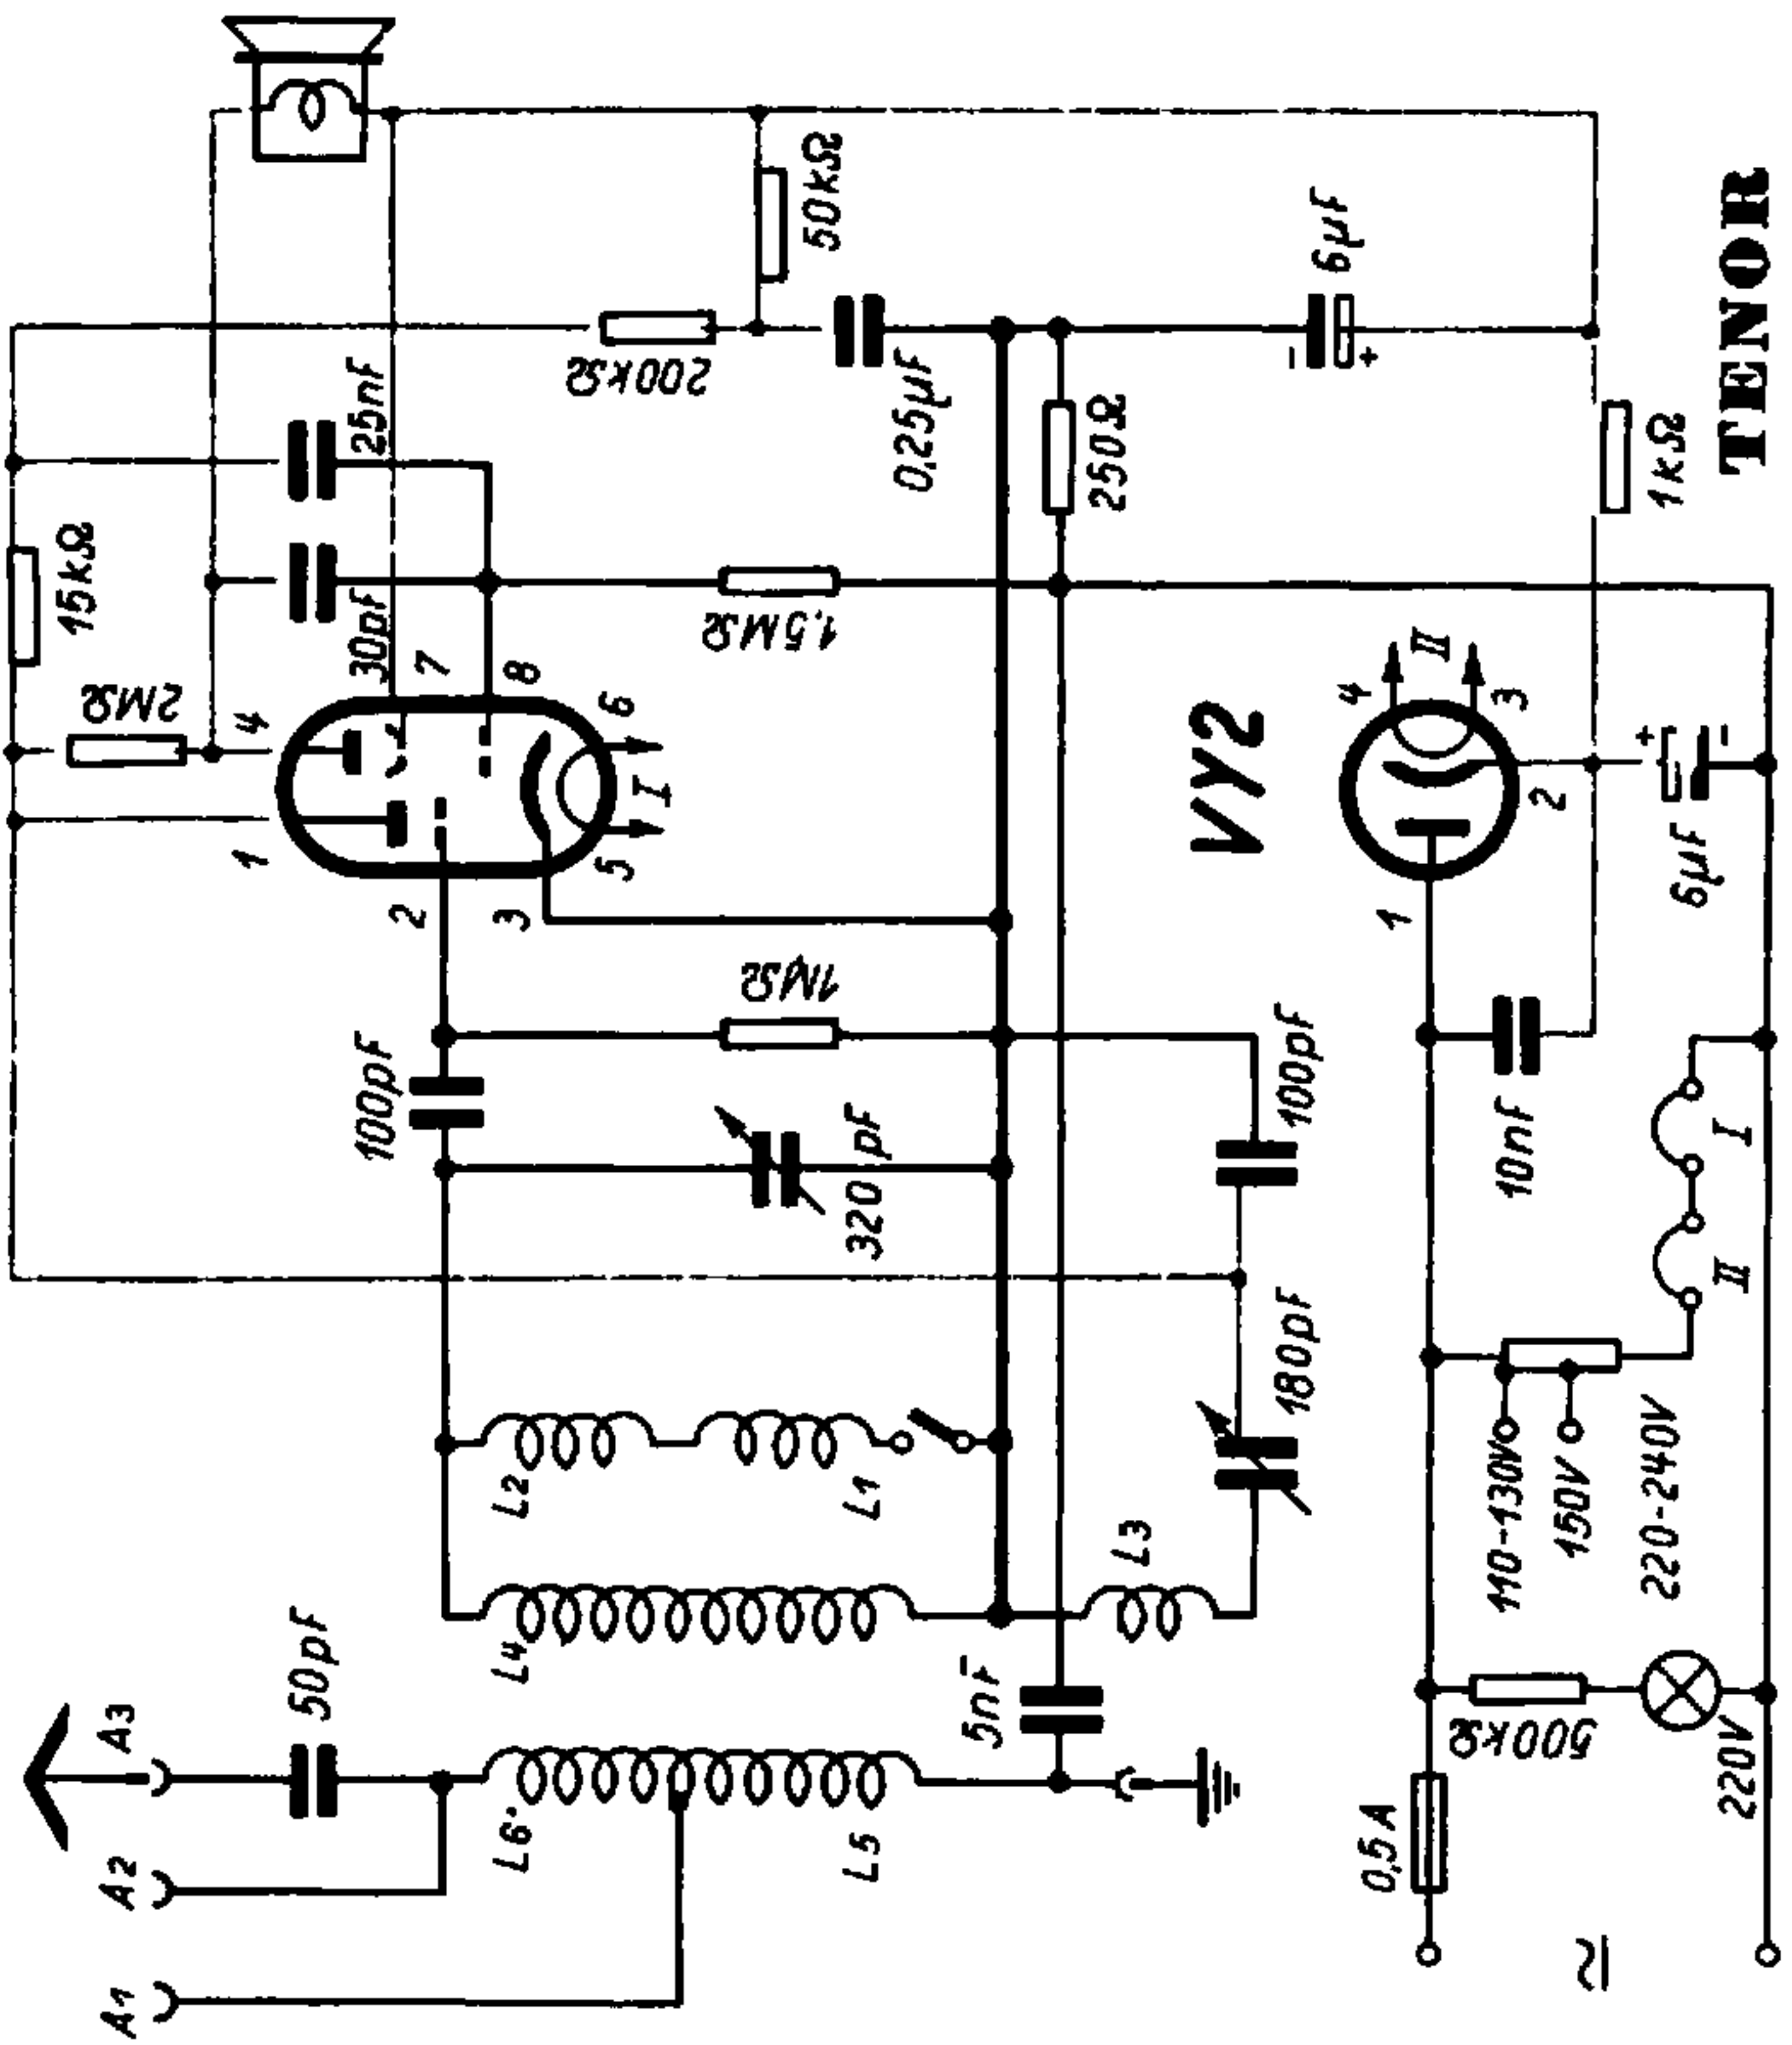 A1
A2
A3
50pF
L6.
L5
L4
L2
L1
L3
5nF
100pF
320pF
1MΩ
100pF
180pF
1
2
3
4
5
6
7
8
I
2MΩ
15kΩ
30pF
25nF
1,5MΩ
200kΩ
50kΩ
0,25µF
250Ω
6µF
-
+
1kΩ
VY2
1
2
3
4
II
6µF
+
-
10nF
I
II
110-130V
150V
220-240V
500kΩ
220V
0,5A
TENOR